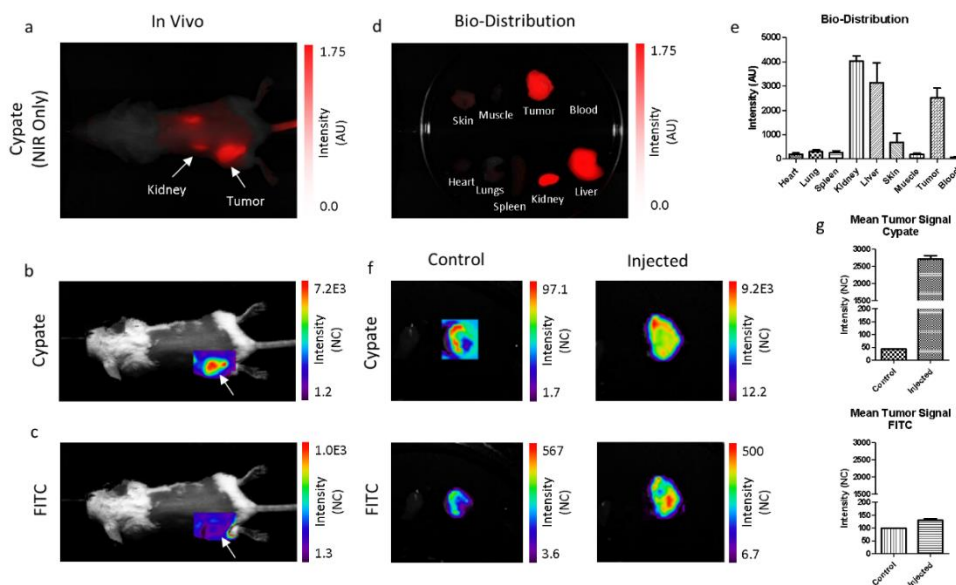 In Vivo
Bio-Distribution
a
d
e
Bio-Distribution
Cypate
(NIR Only)
Kidney
Tumor
1.75
Intensity
(AU)
0.0
Skin
Muscle
Tumor
Blood
Heart
Lungs
Spleen
Kidney
Liver
1.75
Intensity
(AU)
0.0
Intensity (AU)
5000
4000
3000
2000
1000
0
Heart
Lung
Spleen
Kidney
Liver
Skin
Muscle
Tumor
Blood
b
Cypate
7.2E3
Intensity
(NC)
1.2
f
Control
Injected
Cypate
97.1
Intensity
(NC)
1.7
9.2E3
Intensity
(NC)
12.2
g
Mean Tumor Signal
Cypate
Intensity (NC)
3000
2500
2000
1500
1000
200
150
100
50
0
Control
Injected
c
FITC
1.0E3
Intensity
(NC)
1.3
FITC
567
Intensity
(NC)
3.6
500
Intensity
(NC)
6.7
Mean Tumor Signal
FITC
Intensity (NC)
3000
2500
2000
1500
1000
200
150
100
50
0
Control
Injected